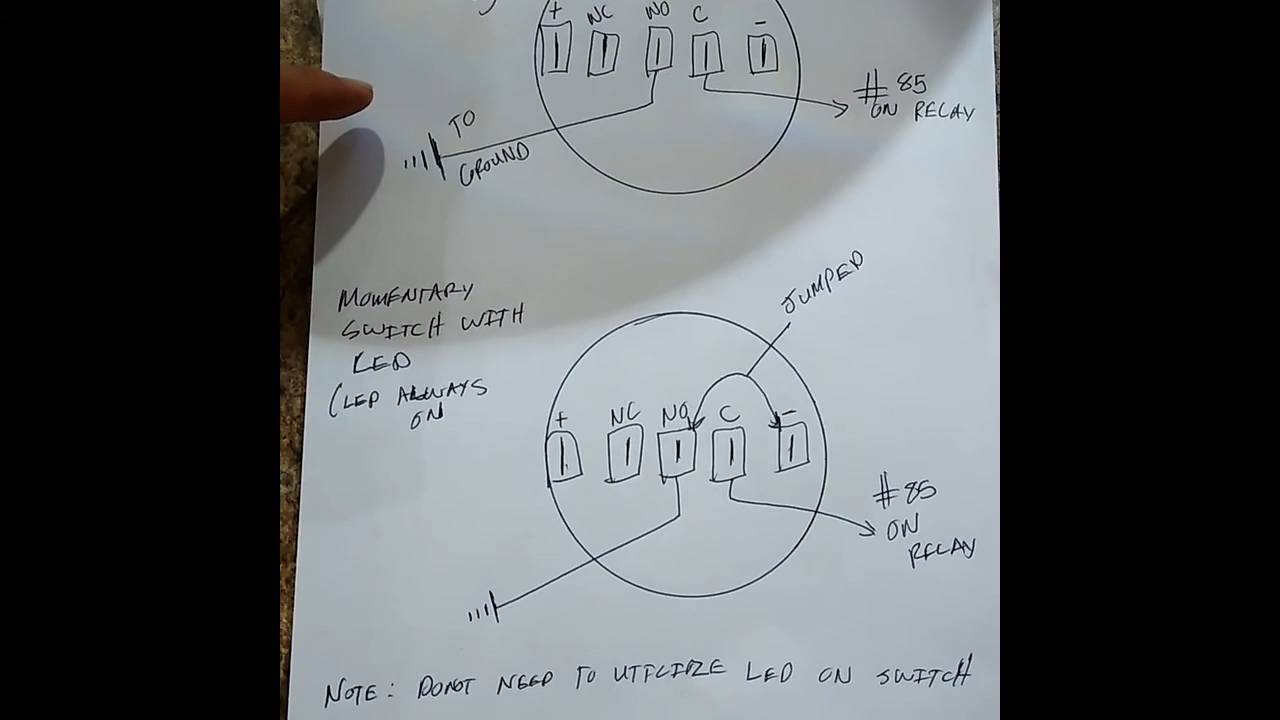 + NC NO C -
#85
ON RELAY
TO
GROUND
JUMPED
MOMENTARY
SWITCH WITH
LED
(LED ALWAYS
ON
+ NC NO C -
#85
ON
RELAY
NOTE: DO NOT NEED TO UTILIZE LED ON SWITCH